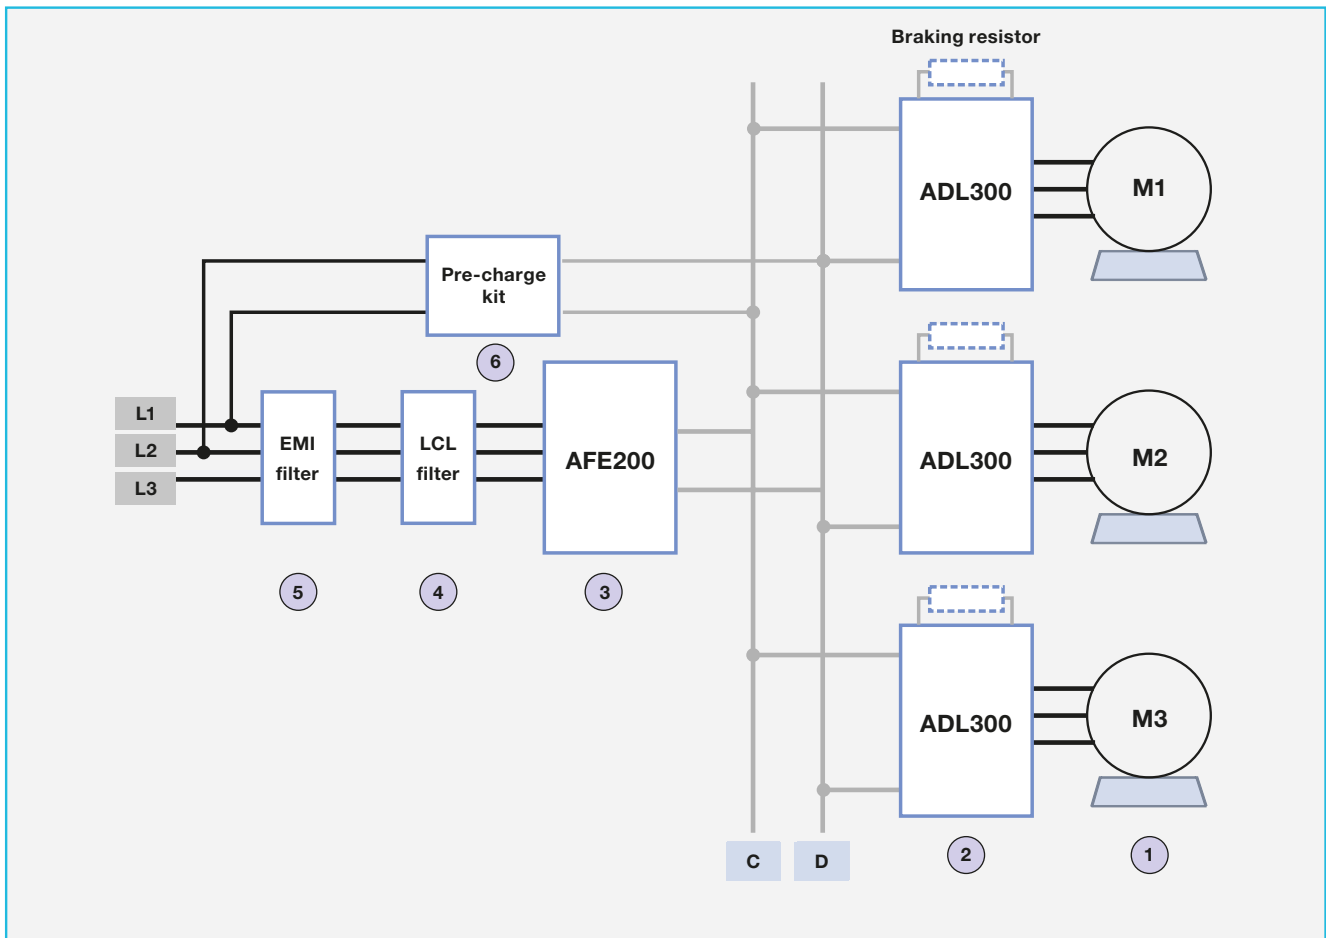 Braking resistor
ADL300
M1
Pre-charge
kit
6
L1
L2
L3
EMI
filter
LCL
filter
AFE200
ADL300
M2
5
4
3
ADL300
M3
C
D
2
1